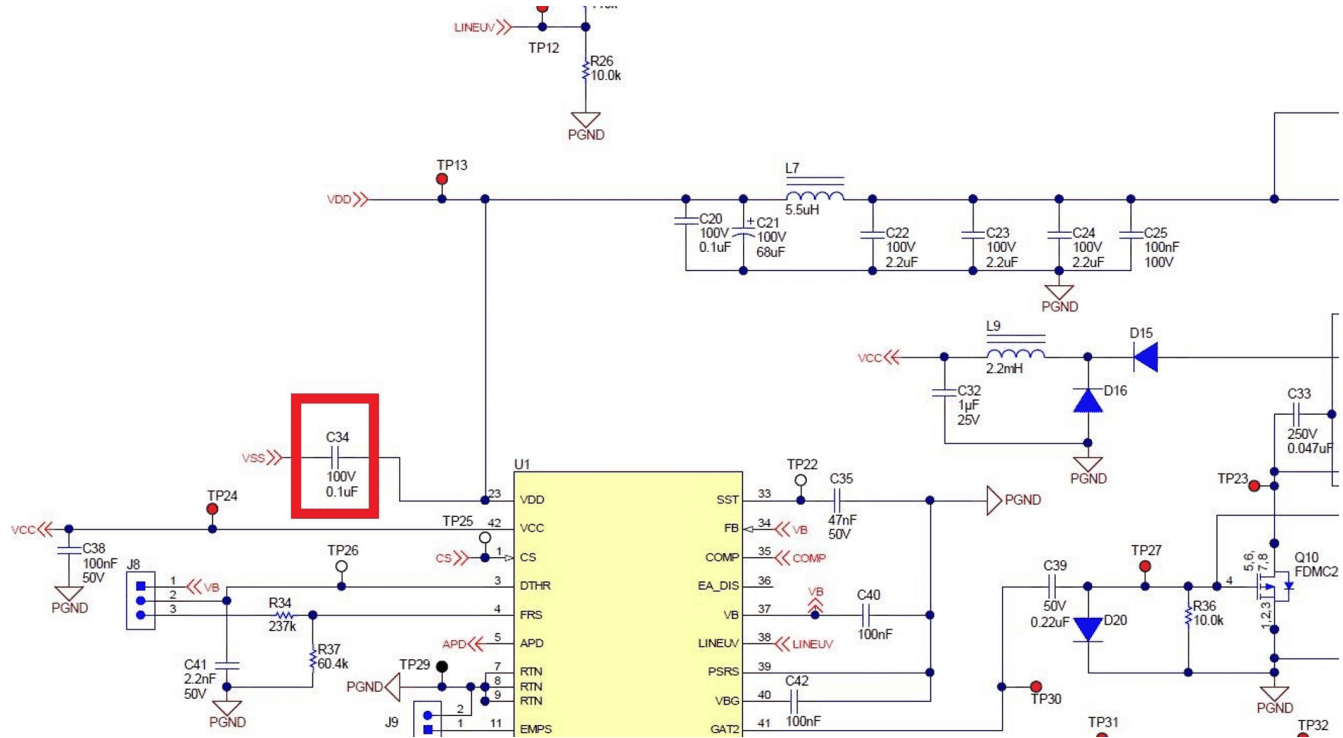 LINEUV
TP12
R26
10.0k
PGND
TP13
VDD
L7
5.5uH
C20
100V
0.1uF
+
C21
100V
68uF
C22
100V
2.2uF
C23
100V
2.2uF
C24
100V
2.2uF
C25
100nF
100V
PGND
L9
2.2mH
D15
VCC
C32
1µF
25V
D16
PGND
C33
250V
0.047uF
C34
100V
0.1uF
VSS
U1
TP24
VCC
C38
100nF
50V
PGND
TP25
CS
TP26
J8
1
2
3
VB
R34
237k
R37
60.4k
C41
2.2nF
50V
PGND
APD
TP29
PGND
J9
2
1
23 VDD
42 VCC
1 CS
3 DTHR
4 FRS
5 APD
7 RTN
8 RTN
9 RTN
11 EMPS
SST 33
FB 34
COMP 35
EA_DIS 36
VB 37
LINEUV 38
PSRS 39
VBG 40
GAT2 41
TP22
C35
47nF
50V
PGND
VB
COMP
VB
C40
100nF
LINEUV
C42
100nF
TP23
C39
50V
0.22uF
TP27
D20
R36
10.0k
4
5,6,
7,8
1,2,3
Q10
FDMC2
PGND
TP30
TP31
TP32